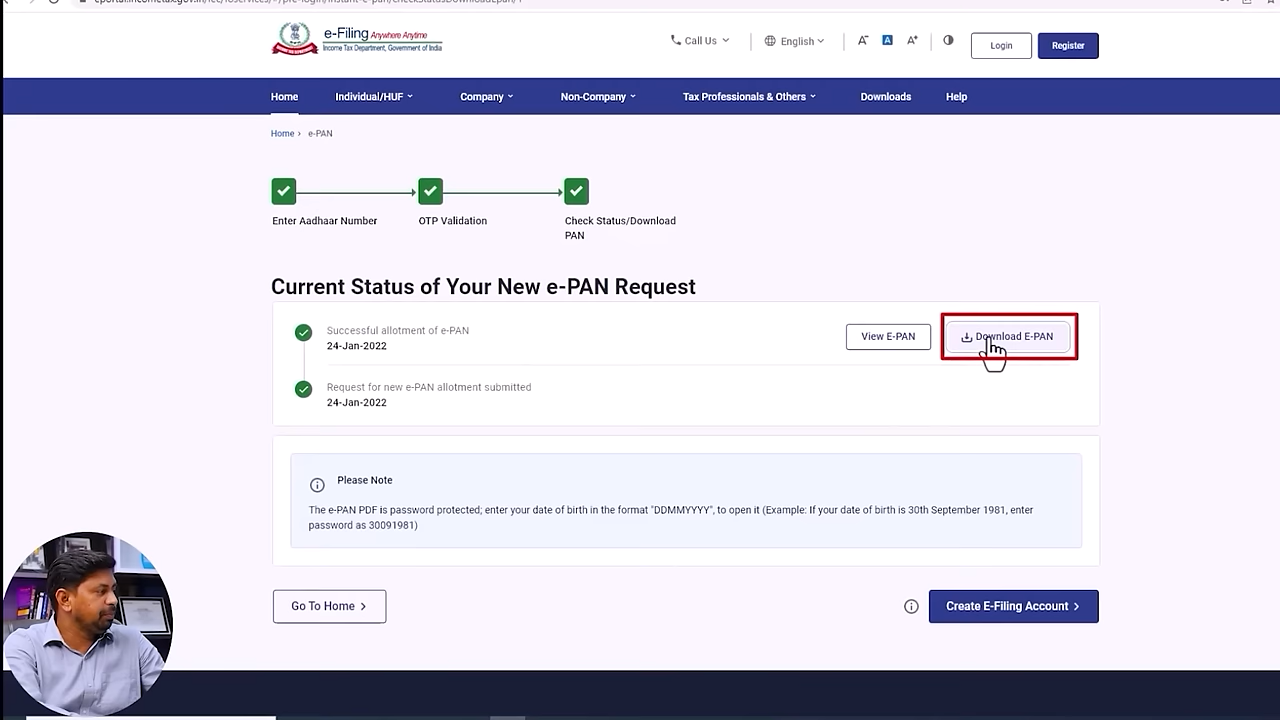 e-Filing Anywhere Anytime
Income Tax Department, Government of India
Call Us
English
A-
A
A+
Login
Register
Home
Individual/HUF
Company
Non-Company
Tax Professionals & Others
Downloads
Help
Home › e-PAN
Enter Aadhaar Number
OTP Validation
Check Status/Download
PAN
Current Status of Your New e-PAN Request
Successful allotment of e-PAN
24-Jan-2022
View E-PAN
Download E-PAN
Request for new e-PAN allotment submitted
24-Jan-2022
Please Note
The e-PAN PDF is password protected; enter your date of birth in the format "DDMMYYYY", to open it (Example: If your date of birth is 30th September 1981, enter
password as 30091981)
Go To Home >
Create E-Filing Account >